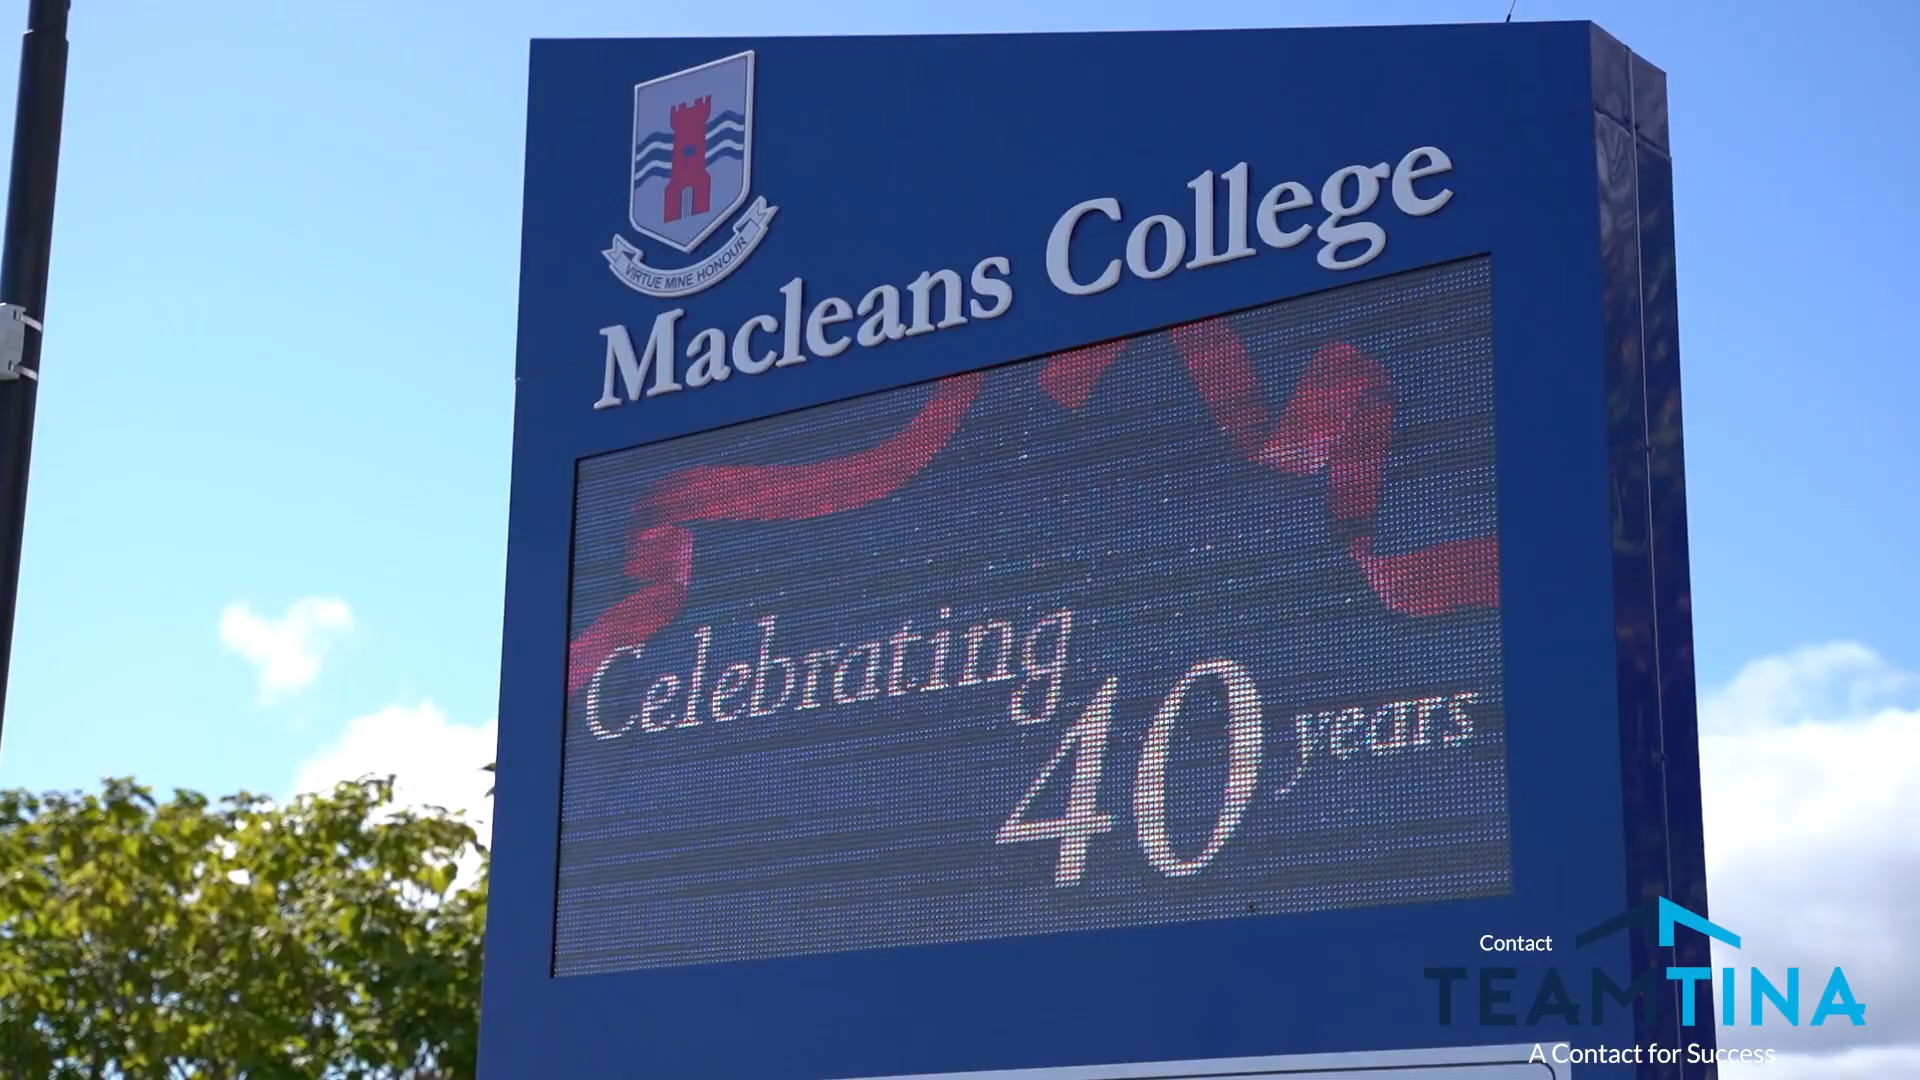 VIRTUE MINE HONOUR
Macleans College
Celebrating
40 years
Contact
TEAMTINA
A Contact for Success